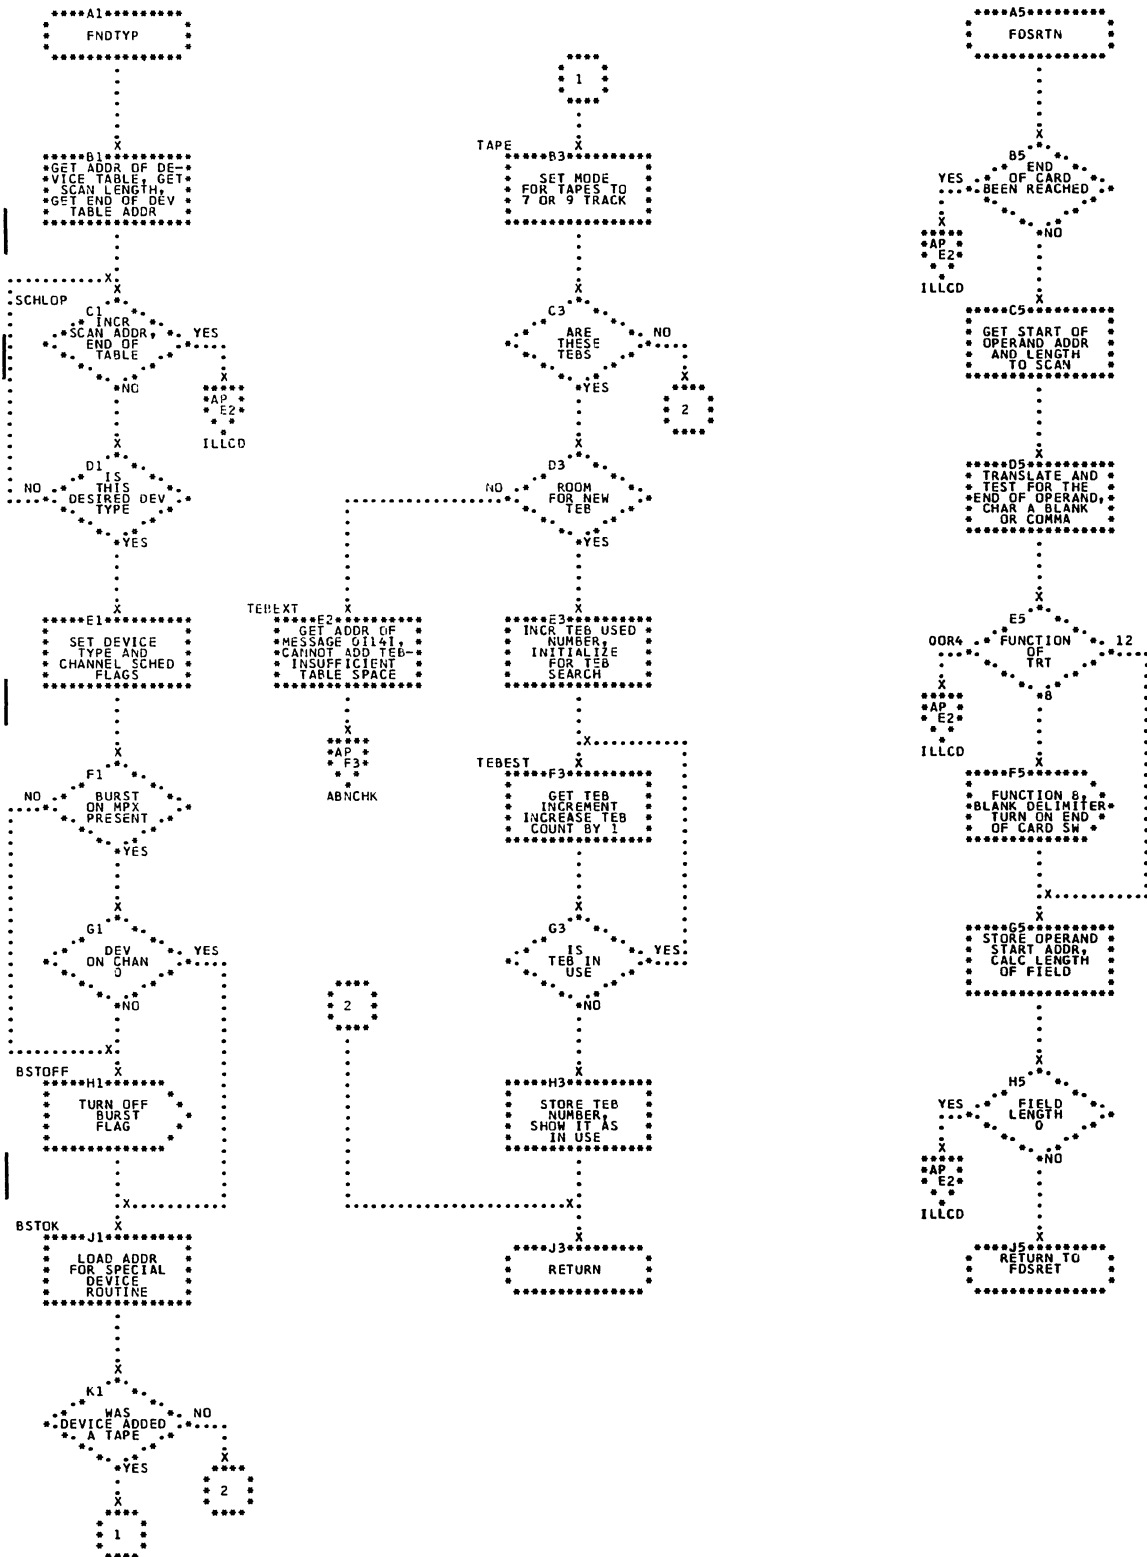 A1
FNDTYP
B1
GET ADDR OF DE-
VICE TABLE, GET
SCAN LENGTH,
GET END OF DEV
TABLE ADDR
SCHLOP
C1
INCR
SCAN ADDR,
END OF
TABLE
YES
NO
AP
E2
ILLCD
D1
IS
THIS
DESIRED DEV
TYPE
NO
YES
E1
SET DEVICE
TYPE AND
CHANNEL SCHED
FLAGS
F1
BURST
ON MPX
PRESENT
NO
YES
G1
DEV
ON CHAN
0
YES
NO
BSTOFF
H1
TURN OFF
BURST
FLAG
BSTOK
J1
LOAD ADDR
FOR SPECIAL
DEVICE
ROUTINE
K1
WAS
DEVICE ADDED
A TAPE
NO
YES
2
1
1
TAPE
B3
SET MODE
FOR TAPES TO
7 OR 9 TRACK
C3
ARE
THESE
TEBS
NO
YES
2
D3
ROOM
FOR NEW
TEB
NO
YES
TEBEXT
E2
GET ADDR OF
MESSAGE 0I14I,
CANNOT ADD TEB-
INSUFFICIENT
TABLE SPACE
AP
F3
ABNCHK
E3
INCR TEB USED
NUMBER,
INITIALIZE
FOR TEB
SEARCH
TEBEST
F3
GET TEB
INCREMENT
INCREASE TEB
COUNT BY 1
G3
IS
TEB IN
USE
YES
NO
2
H3
STORE TEB
NUMBER,
SHOW IT AS
IN USE
J3
RETURN
A5
FDSRTN
B5
END
OF CARD
BEEN REACHED
YES
NO
AP
E2
ILLCD
C5
GET START OF
OPERAND ADDR
AND LENGTH
TO SCAN
D5
TRANSLATE AND
TEST FOR THE
END OF OPERAND,
CHAR A BLANK
OR COMMA
E5
FUNCTION
OF
TRT
0OR4
12
8
AP
E2
ILLCD
F5
FUNCTION 8,
BLANK DELIMITER
TURN ON END
OF CARD SW
G5
STORE OPERAND
START ADDR,
CALC LENGTH
OF FIELD
H5
FIELD
LENGTH
0
YES
NO
AP
E2
ILLCD
J5
RETURN TO
FDSRET